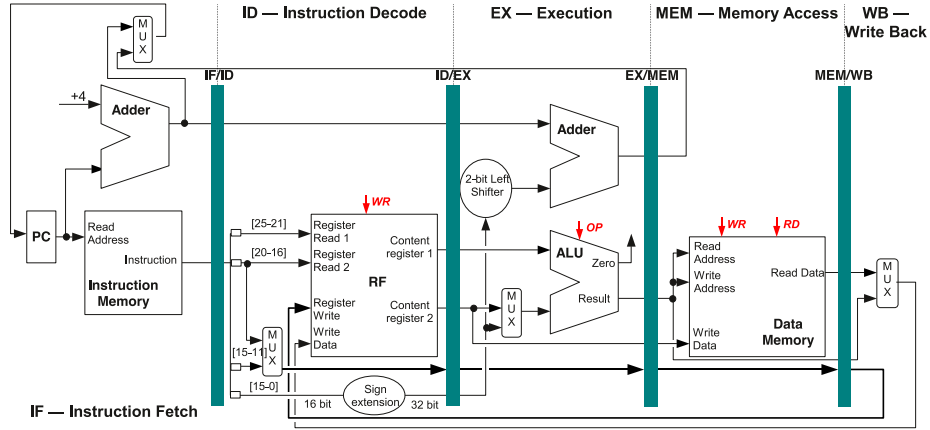 ID — Instruction Decode
EX — Execution
MEM — Memory Access
WB —
Write Back
M
U
X
IF/ID
ID/EX
EX/MEM
MEM/WB
+4
Adder
Adder
2-bit Left
Shifter
PC
Read
Address
Instruction
Instruction
Memory
[25-21]
[20-16]
[15-11]
[15-0]
M
U
X
WR
Register
Read 1
Register
Read 2
Register
Write
Write
Data
RF
Content
register 1
Content
register 2
16 bit
Sign
extension
32 bit
M
U
X
OP
ALU
Zero
Result
WR
RD
Read
Address
Write
Address
Write
Data
Read Data
Data
Memory
M
U
X
IF — Instruction Fetch